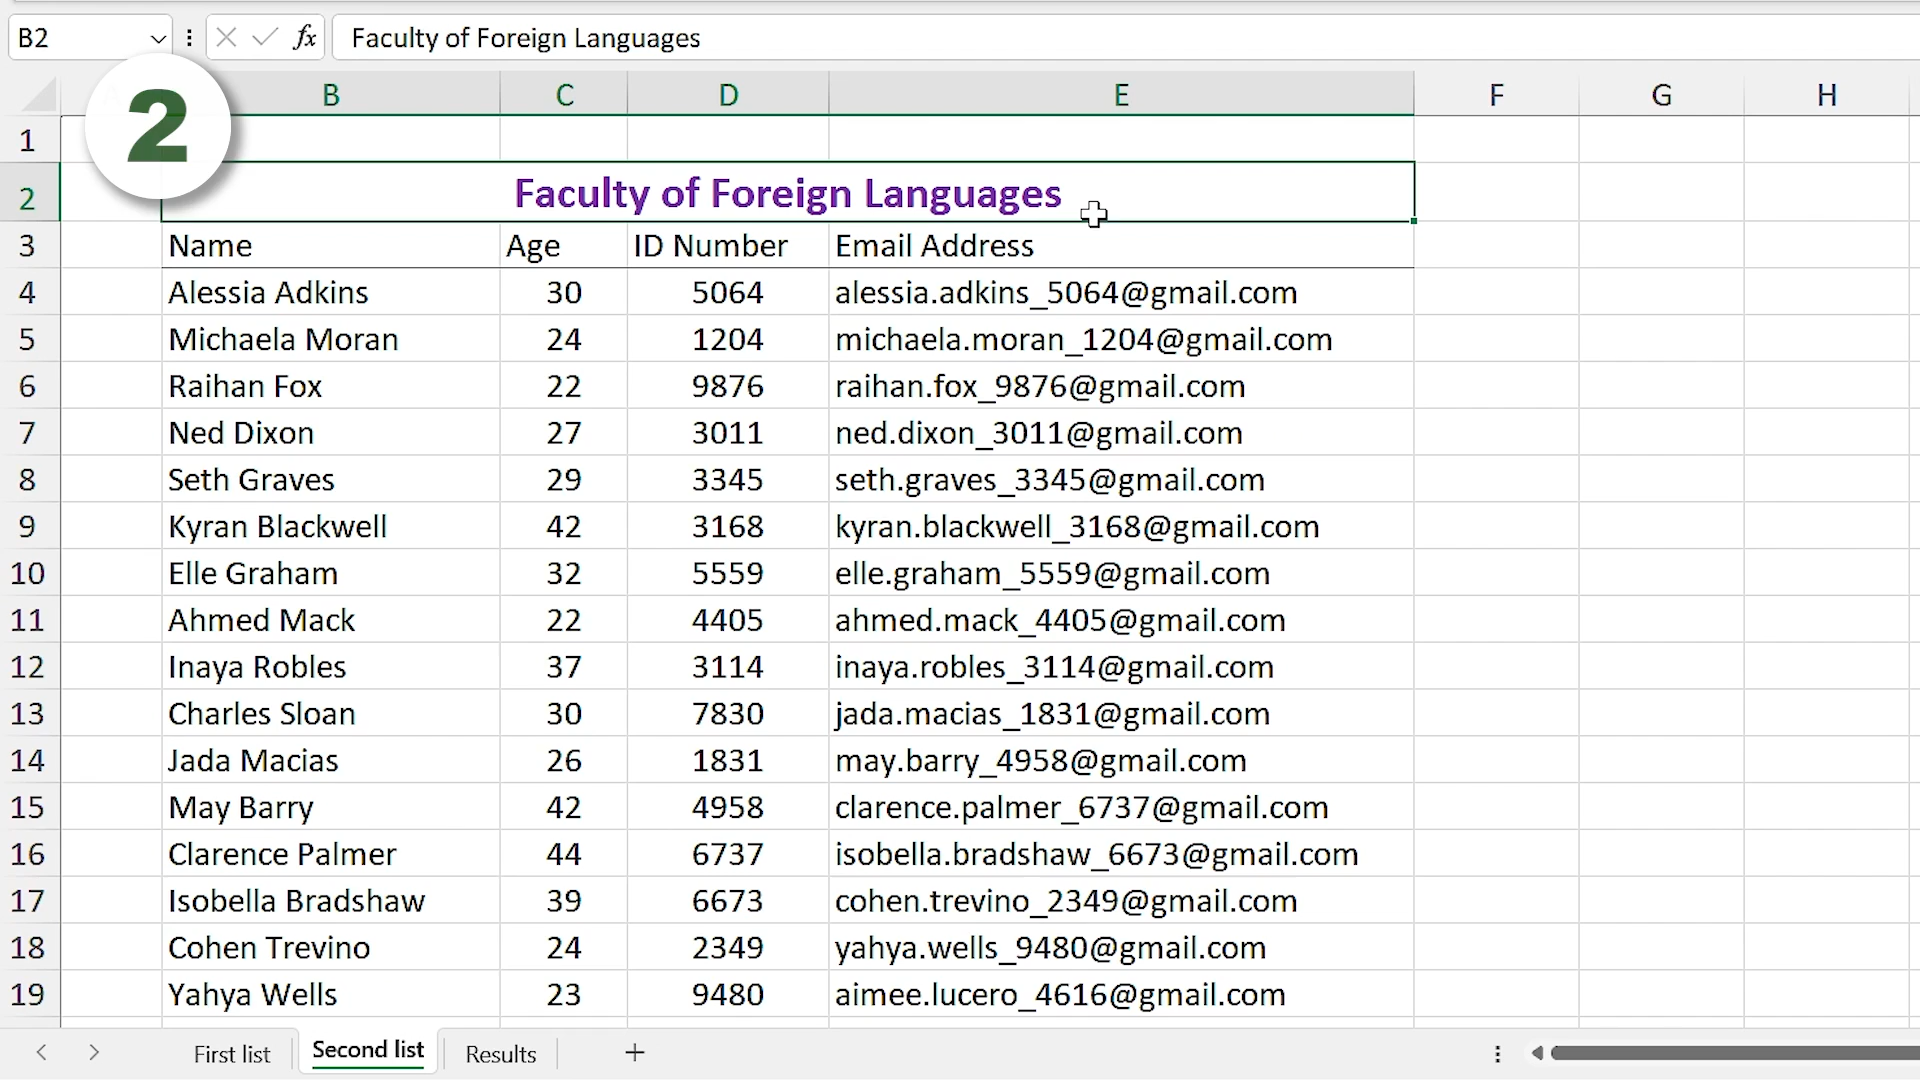 B2 fx Faculty of Foreign Languages
B C D E F G H
2
1
2 Faculty of Foreign Languages
3 Name Age ID Number Email Address
4 Alessia Adkins 30 5064 alessia.adkins_5064@gmail.com
5 Michaela Moran 24 1204 michaela.moran_1204@gmail.com
6 Raihan Fox 22 9876 raihan.fox_9876@gmail.com
7 Ned Dixon 27 3011 ned.dixon_3011@gmail.com
8 Seth Graves 29 3345 seth.graves_3345@gmail.com
9 Kyran Blackwell 42 3168 kyran.blackwell_3168@gmail.com
10 Elle Graham 32 5559 elle.graham_5559@gmail.com
11 Ahmed Mack 22 4405 ahmed.mack_4405@gmail.com
12 Inaya Robles 37 3114 inaya.robles_3114@gmail.com
13 Charles Sloan 30 7830 jada.macias_1831@gmail.com
14 Jada Macias 26 1831 may.barry_4958@gmail.com
15 May Barry 42 4958 clarence.palmer_6737@gmail.com
16 Clarence Palmer 44 6737 isobella.bradshaw_6673@gmail.com
17 Isobella Bradshaw 39 6673 cohen.trevino_2349@gmail.com
18 Cohen Trevino 24 2349 yahya.wells_9480@gmail.com
19 Yahya Wells 23 9480 aimee.lucero_4616@gmail.com
First list Second list Results